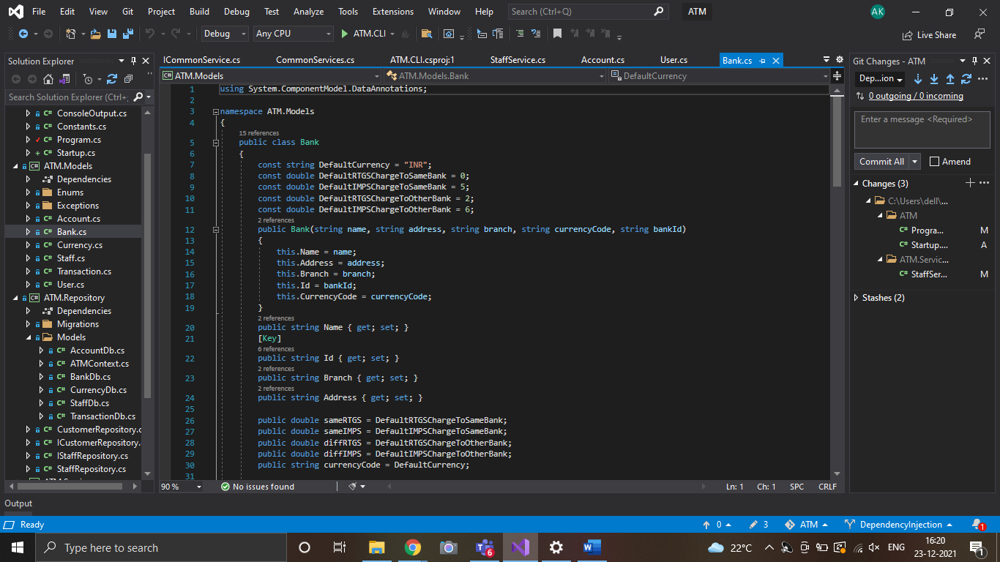 File Edit View Git Project Build Debug Test Analyze Tools Extensions Window Help Search (Ctrl+Q) ATM AK
Debug Any CPU ATM.CLI Live Share
Solution Explorer
Search Solution Explorer (Ctrl+;
ConsoleOutput.cs
Constants.cs
Program.cs
Startup.cs
ATM.Models
Dependencies
Enums
Exceptions
Account.cs
Bank.cs
Currency.cs
Staff.cs
Transaction.cs
User.cs
ATM.Repository
Dependencies
Migrations
Models
AccountDb.cs
ATMContext.cs
BankDb.cs
CurrencyDb.cs
StaffDb.cs
TransactionDb.cs
CustomerRepository.c
ICustomerRepository.
IStaffRepository.cs
StaffRepository.cs
ICommonService.cs CommonServices.cs ATM.CLI.csproj:1 StaffService.cs Account.cs User.cs Bank.cs
ATM.Models ATM.Models.Bank DefaultCurrency
1 using System.ComponentModel.DataAnnotations;
2
3 namespace ATM.Models
4 {
15 references
5 public class Bank
6 {
7 const string DefaultCurrency = "INR";
8 const double DefaultRTGSChargeToSameBank = 0;
9 const double DefaultIMPSChargeToSameBank = 5;
10 const double DefaultRTGSChargeToOtherBank = 2;
11 const double DefaultIMPSChargeToOtherBank = 6;
2 references
12 public Bank(string name, string address, string branch, string currencyCode, string bankId)
13 {
14 this.Name = name;
15 this.Address = address;
16 this.Branch = branch;
17 this.Id = bankId;
18 this.CurrencyCode = currencyCode;
19 }
2 references
20 public string Name { get; set; }
21 [Key]
6 references
22 public string Id { get; set; }
2 references
23 public string Branch { get; set; }
2 references
24 public string Address { get; set; }
25
26 public double sameRTGS = DefaultRTGSChargeToSameBank;
27 public double sameIMPS = DefaultIMPSChargeToSameBank;
28 public double diffRTGS = DefaultRTGSChargeToOtherBank;
29 public double diffIMPS = DefaultIMPSChargeToOtherBank;
30 public string currencyCode = DefaultCurrency;
31
90 % No issues found Ln: 1 Ch: 1 SPC CRLF
Git Changes - ATM
Dep...ion
0 outgoing / 0 incoming
Enter a message <Required>
Commit All Amend
Changes (3)
C:\Users\dell\...
ATM
C# Progra... M
C# Startup.... A
ATM.Servic...
C# StaffSer... M
Stashes (2)
Output
Ready 0 3 ATM DependencyInjection 1
Type here to search 6 22°C ENG 16:20
23-12-2021 1